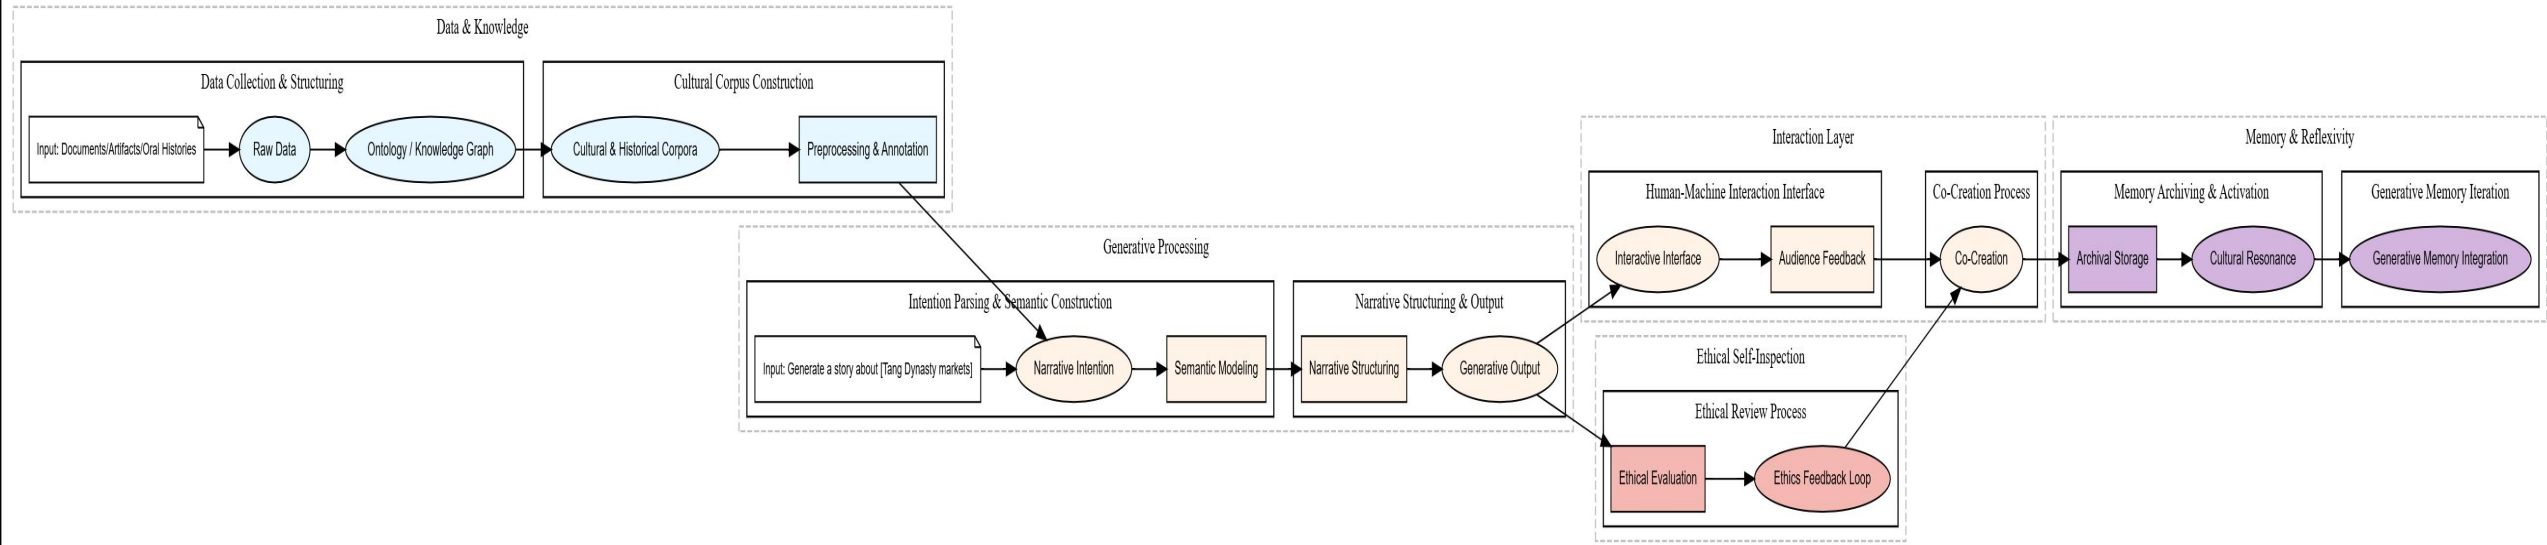 Data & Knowledge
Data Collection & Structuring
Input: Documents/Artifacts/Oral Histories
Raw Data
Ontology / Knowledge Graph
Cultural Corpus Construction
Cultural & Historical Corpora
Preprocessing & Annotation
Generative Processing
Intention Parsing & Semantic Construction
Input: Generate a story about [Tang Dynasty markets]
Narrative Intention
Semantic Modeling
Narrative Structuring & Output
Narrative Structuring
Generative Output
Interaction Layer
Human-Machine Interaction Interface
Interactive Interface
Audience Feedback
Co-Creation Process
Co-Creation
Ethical Self-Inspection
Ethical Review Process
Ethical Evaluation
Ethics Feedback Loop
Memory & Reflexivity
Memory Archiving & Activation
Archival Storage
Cultural Resonance
Generative Memory Iteration
Generative Memory Integration